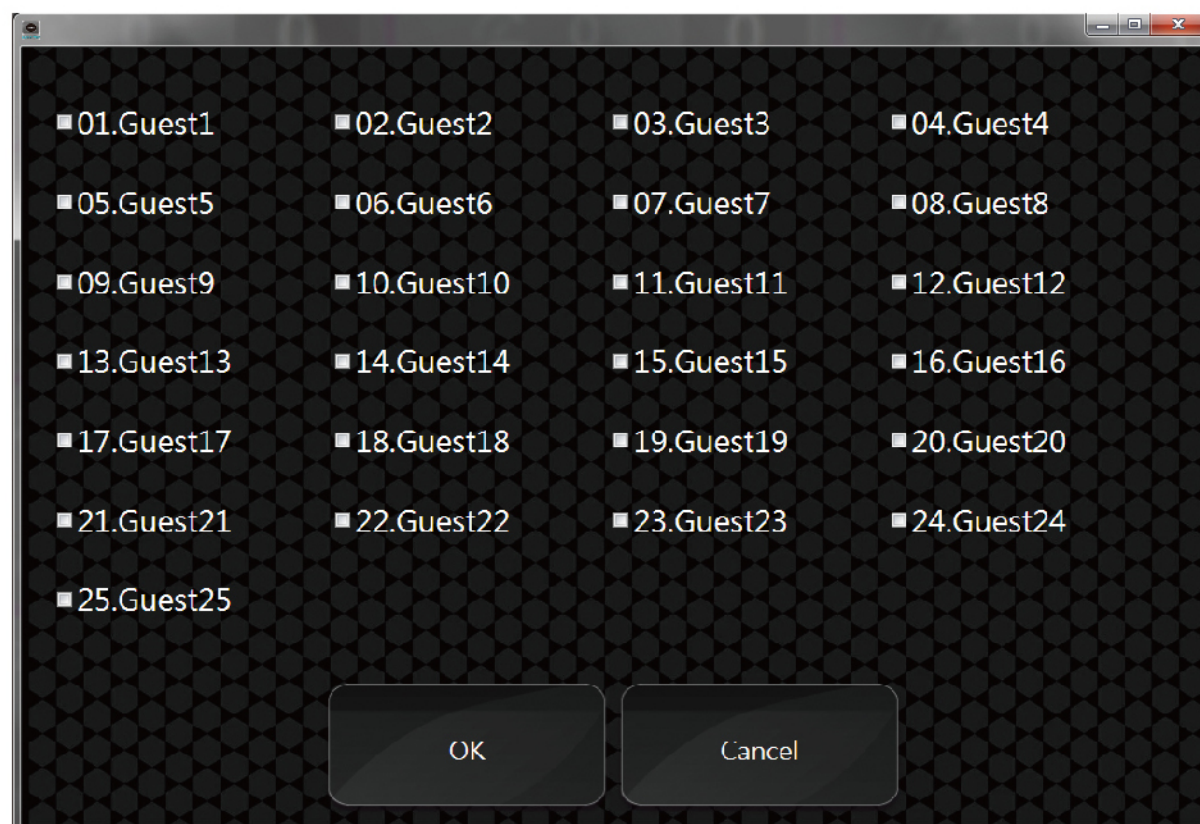 01.Guest1 02.Guest2 03.Guest3 04.Guest4
05.Guest5 06.Guest6 07.Guest7 08.Guest8
09.Guest9 10.Guest10 11.Guest11 12.Guest12
13.Guest13 14.Guest14 15.Guest15 16.Guest16
17.Guest17 18.Guest18 19.Guest19 20.Guest20
21.Guest21 22.Guest22 23.Guest23 24.Guest24
25.Guest25
OK Cancel